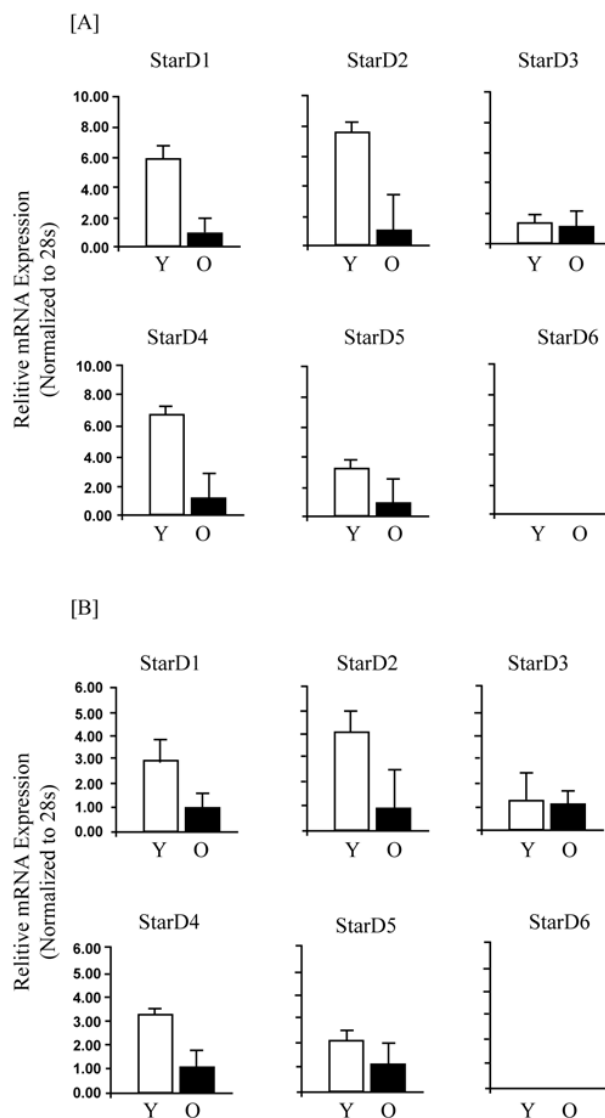 [A]
StarD1 StarD2 StarD3
10.00
8.00
6.00
4.00
2.00
0.00
Y O Y O Y O
StarD4 StarD5 StarD6
10.00
8.00
6.00
4.00
2.00
0.00
Y O Y O Y O
Relitive mRNA Expression
(Normalized to 28s)
[B]
StarD1 StarD2 StarD3
6.00
5.00
4.00
3.00
2.00
1.00
0.00
Y O Y O Y O
StarD4 StarD5 StarD6
6.00
5.00
4.00
3.00
2.00
1.00
0.00
Y O Y O Y O
Relitive mRNA Expression
(Normalized to 28s)